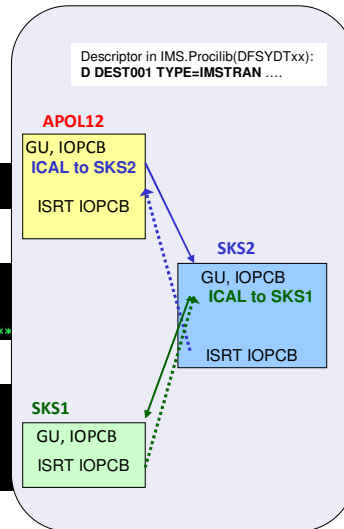 Descriptor in IMS.Procilib(DFSYDTxx):
D DEST001 TYPE=IMSTRAN ....
APOL12
GU, IOPCB
ICAL to SKS2
ISRT IOPCB
SKS2
GU, IOPCB
ICAL to SKS1
ISRT IOPCB
**
SKS1
GU, IOPCB
ISRT IOPCB